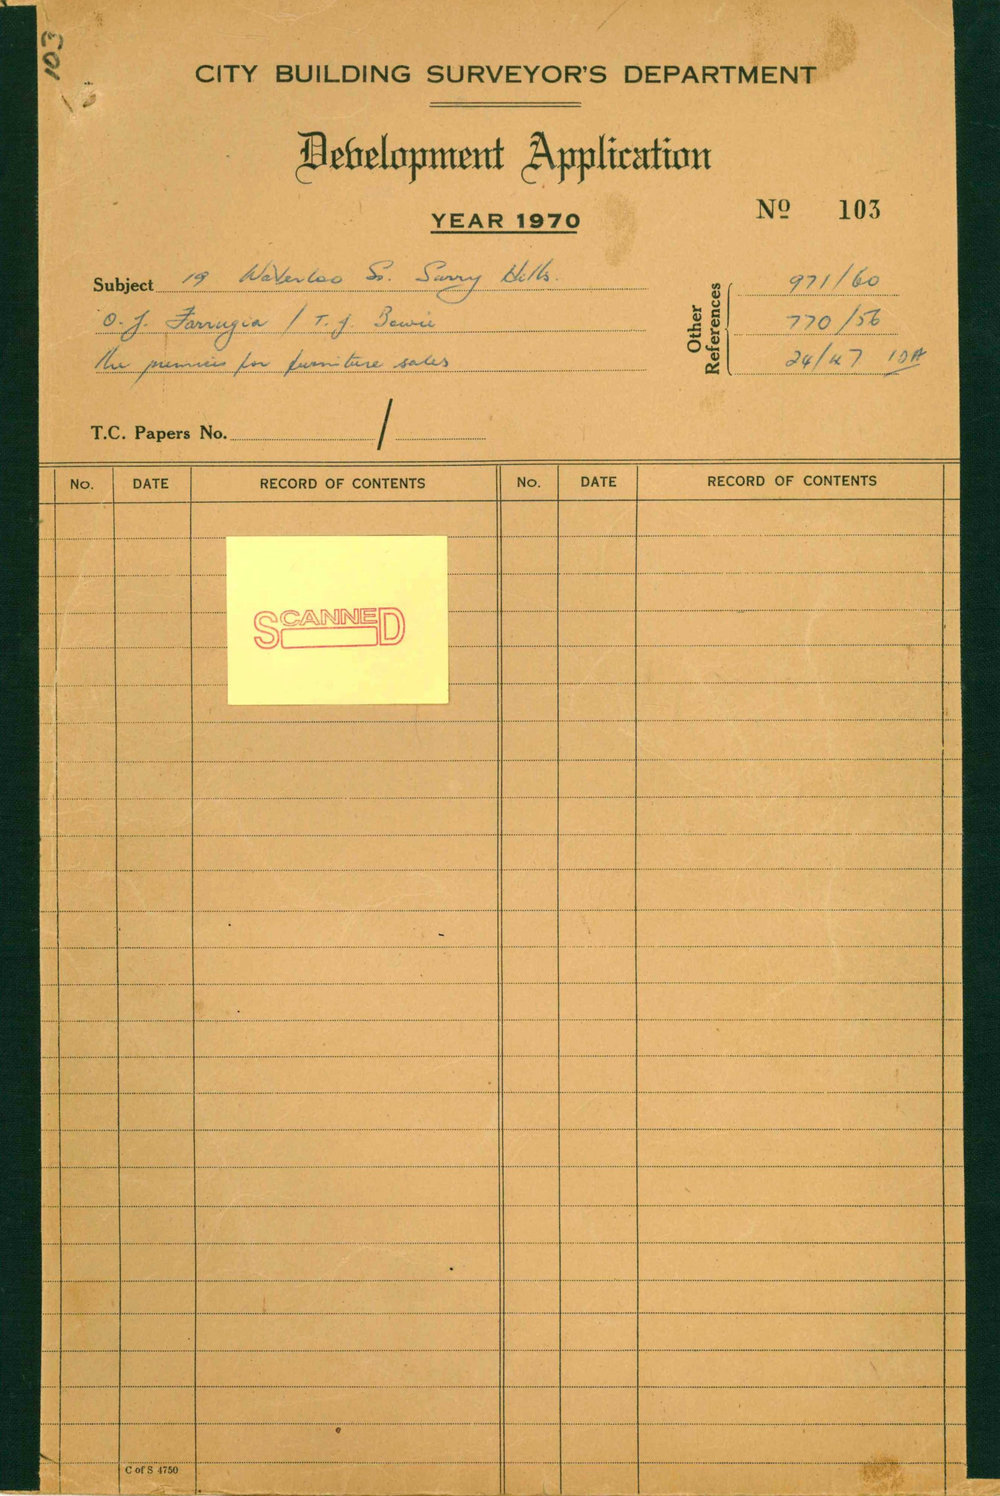 103
CITY BUILDING SURVEYOR'S DEPARTMENT
Development Application
YEAR 1970
Nº 103
Subject 19 Waterloo St. Surry Hills.
O. J. Farrugia / T. J. Bowie
the premises for furniture sales
Other References
971/60
770/56
24/47
T.C. Papers No. /
No. DATE RECORD OF CONTENTS No. DATE RECORD OF CONTENTS
SCANNED
C of S 4750